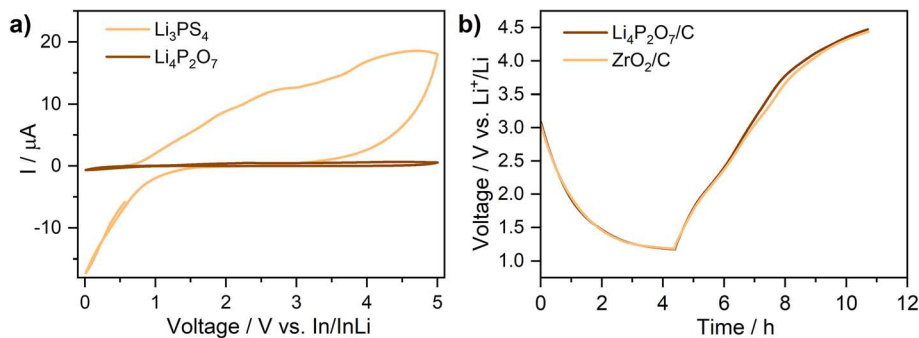 a)
Li₃PS₄
Li₄P₂O₇
20
10
0
-10
I / μA
0 1 2 3 4 5
Voltage / V vs. In/InLi
b)
Li₄P₂O₇/C
ZrO₂/C
4.5
4.0
3.5
3.0
2.5
2.0
1.5
1.0
Voltage / V vs. Li⁺/Li
0 2 4 6 8 10 12
Time / h